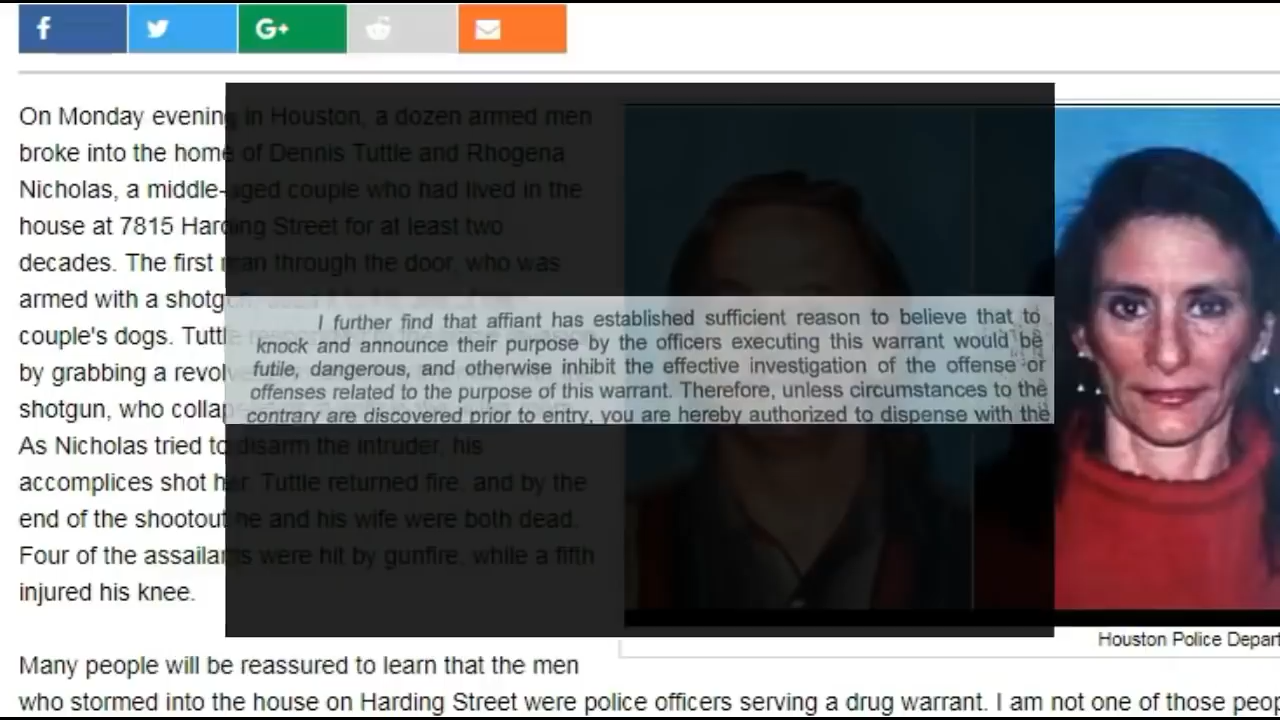 On Monday evening in Houston, a dozen armed men
broke into the home of Dennis Tuttle and Rhogena
Nicholas, a middle-aged couple who had lived in the
house at 7815 Harding Street for at least two
decades. The first man through the door, who was
armed with a shotgun,
couple's dogs. Tuttle
by grabbing a
shotgun, who
As Nicholas tried to disarm the intruder, his
accomplices shot her. Tuttle returned fire, and by the
end of the shootout he and his wife were both dead.
Four of the assailants were hit by gunfire, while a fifth
injured his knee.
Many people will be reassured to learn that the men
who stormed into the house on Harding Street were police officers serving a drug warrant. I am not one of those
I further find that affiant has established sufficient reason to believe that to
knock and announce their purpose by the officers executing this warrant would be
futile, dangerous, and otherwise inhibit the effective investigation of the offense or
offenses related to the purpose of this warrant. Therefore, unless circumstances to the
contrary are discovered prior to entry, you are hereby authorized to dispense with the
Houston Police
f
G+